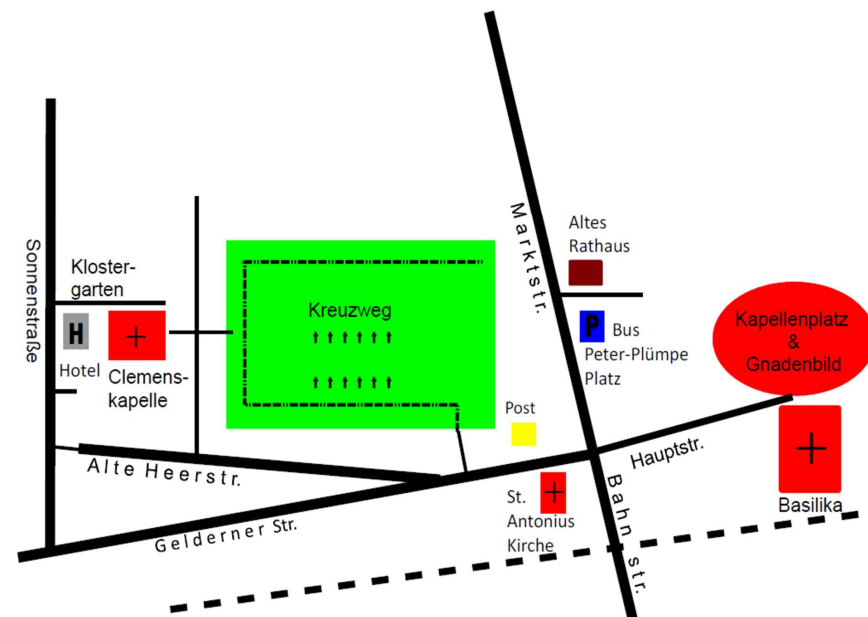 Sonnenstraße
Kloster-
garten
H
Hotel
Clemens-
kapelle
Kreuzweg
Marktstr.
Altes
Rathaus
P Bus
Peter-Plümpe
Platz
Kapellenplatz
&
Gnadenbild
Post
Hauptstr.
Alte Heerstr.
Gelderner Str.
St.
Antonius
Kirche
Bahn str.
Basilika